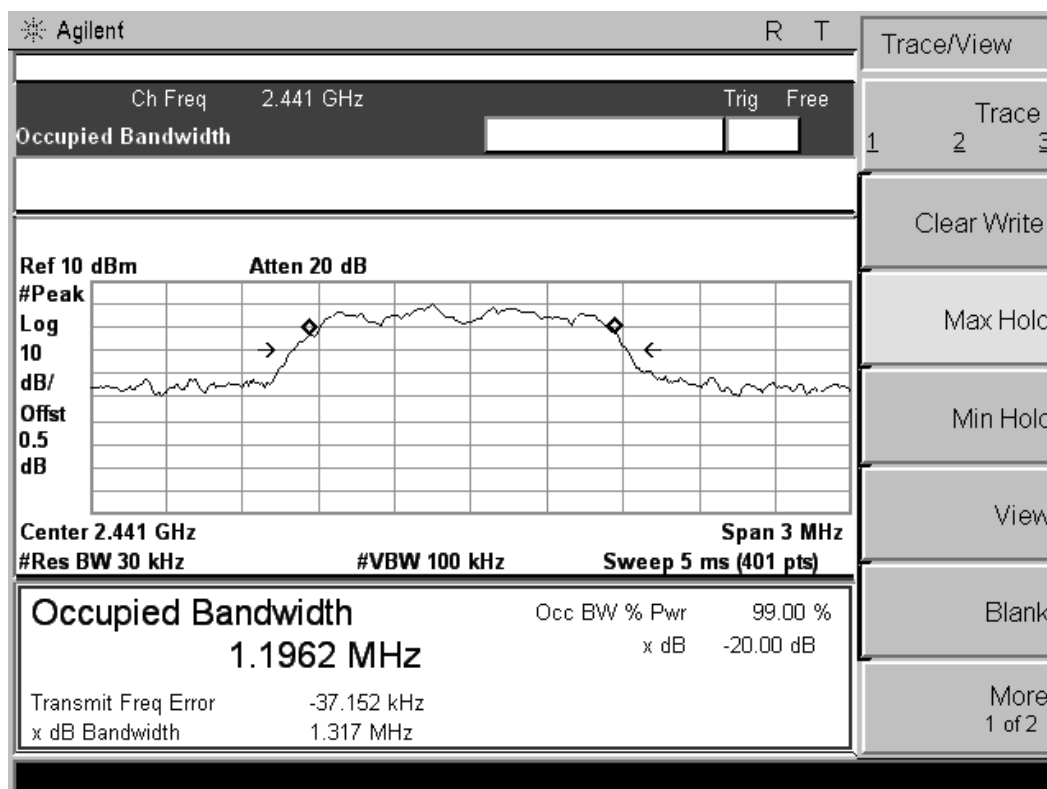 Agilent R T
Trace/View
Ch Freq 2.441 GHz Trig Free
Occupied Bandwidth
Trace
1 2 3
Clear Write
Max Hold
Min Hold
View
Blank
More
1 of 2
Ref 10 dBm Atten 20 dB
#Peak
Log
10
dB/
Offst
0.5
dB
Center 2.441 GHz Span 3 MHz
#Res BW 30 kHz #VBW 100 kHz Sweep 5 ms (401 pts)
Occupied Bandwidth
1.1962 MHz
Occ BW % Pwr 99.00 %
x dB -20.00 dB
Transmit Freq Error -37.152 kHz
x dB Bandwidth 1.317 MHz